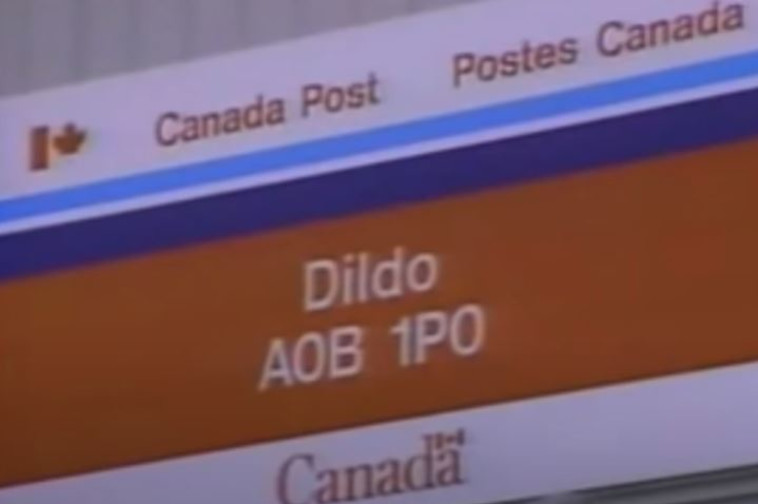 Canada Post Postes Canada
Dildo
A0B 1P0
Canada